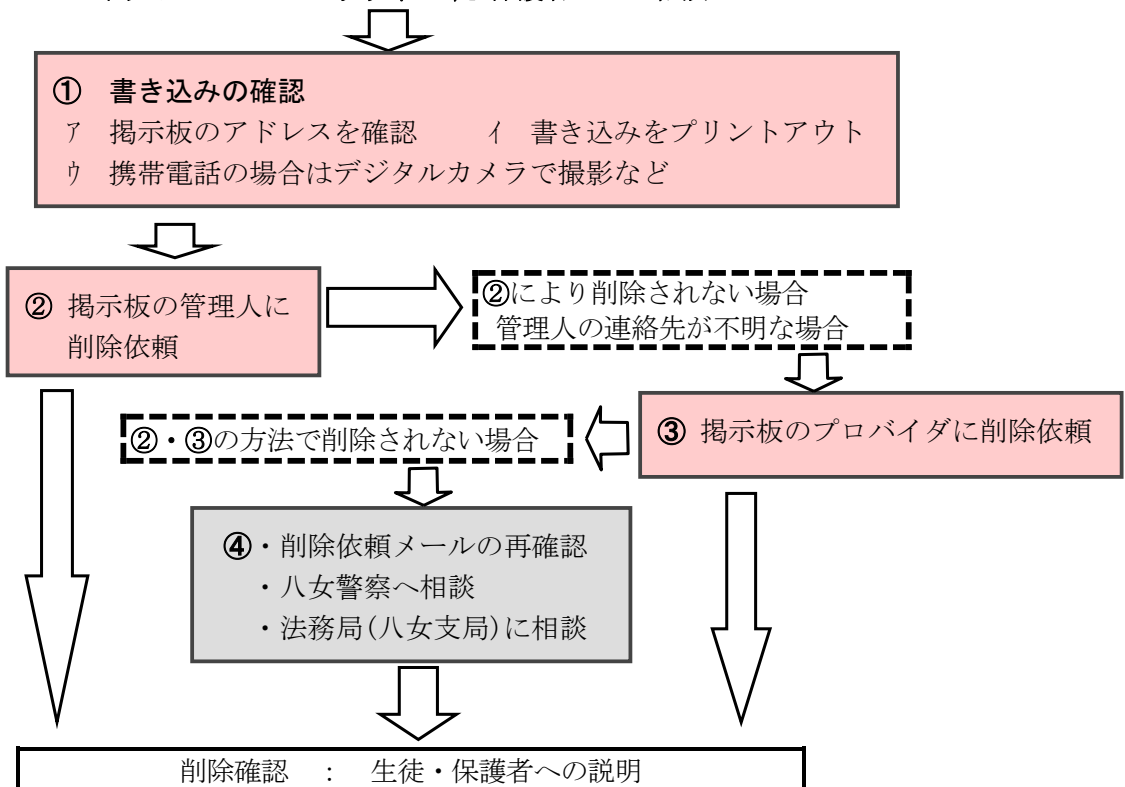 ① 書き込みの確認
ア 掲示板のアドレスを確認 イ 書き込みをプリントアウト
ウ 携帯電話の場合はデジタルカメラで撮影など
② 掲示板の管理人に
削除依頼
②により削除されない場合
管理人の連絡先が不明な場合
③ 掲示板のプロバイダに削除依頼
②・③の方法で削除されない場合
④・削除依頼メールの再確認
・八女警察へ相談
・法務局(八女支局)に相談
削除確認 : 生徒・保護者への説明